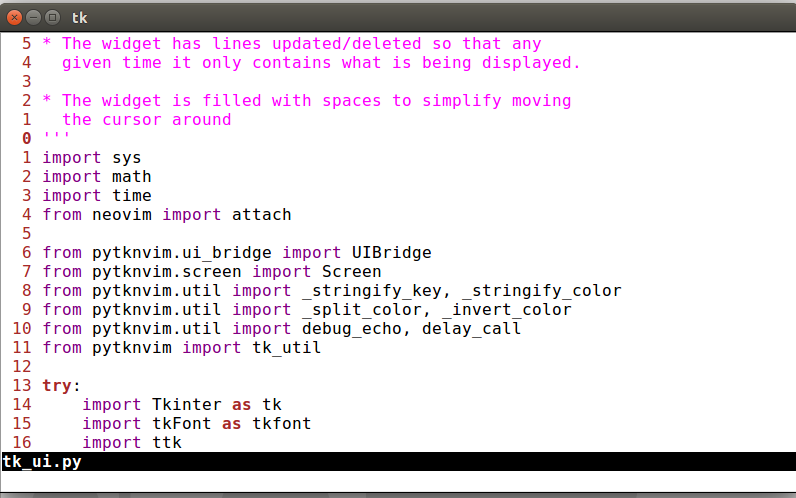 tk
5 * The widget has lines updated/deleted so that any
4   given time it only contains what is being displayed.
3
2 * The widget is filled with spaces to simplify moving
1   the cursor around
0 '''
1 import sys
2 import math
3 import time
4 from neovim import attach
5
6 from pytknvim.ui_bridge import UIBridge
7 from pytknvim.screen import Screen
8 from pytknvim.util import _stringify_key, _stringify_color
9 from pytknvim.util import _split_color, _invert_color
10 from pytknvim.util import debug_echo, delay_call
11 from pytknvim import tk_util
12
13 try:
14     import Tkinter as tk
15     import tkFont as tkfont
16     import ttk
tk_ui.py